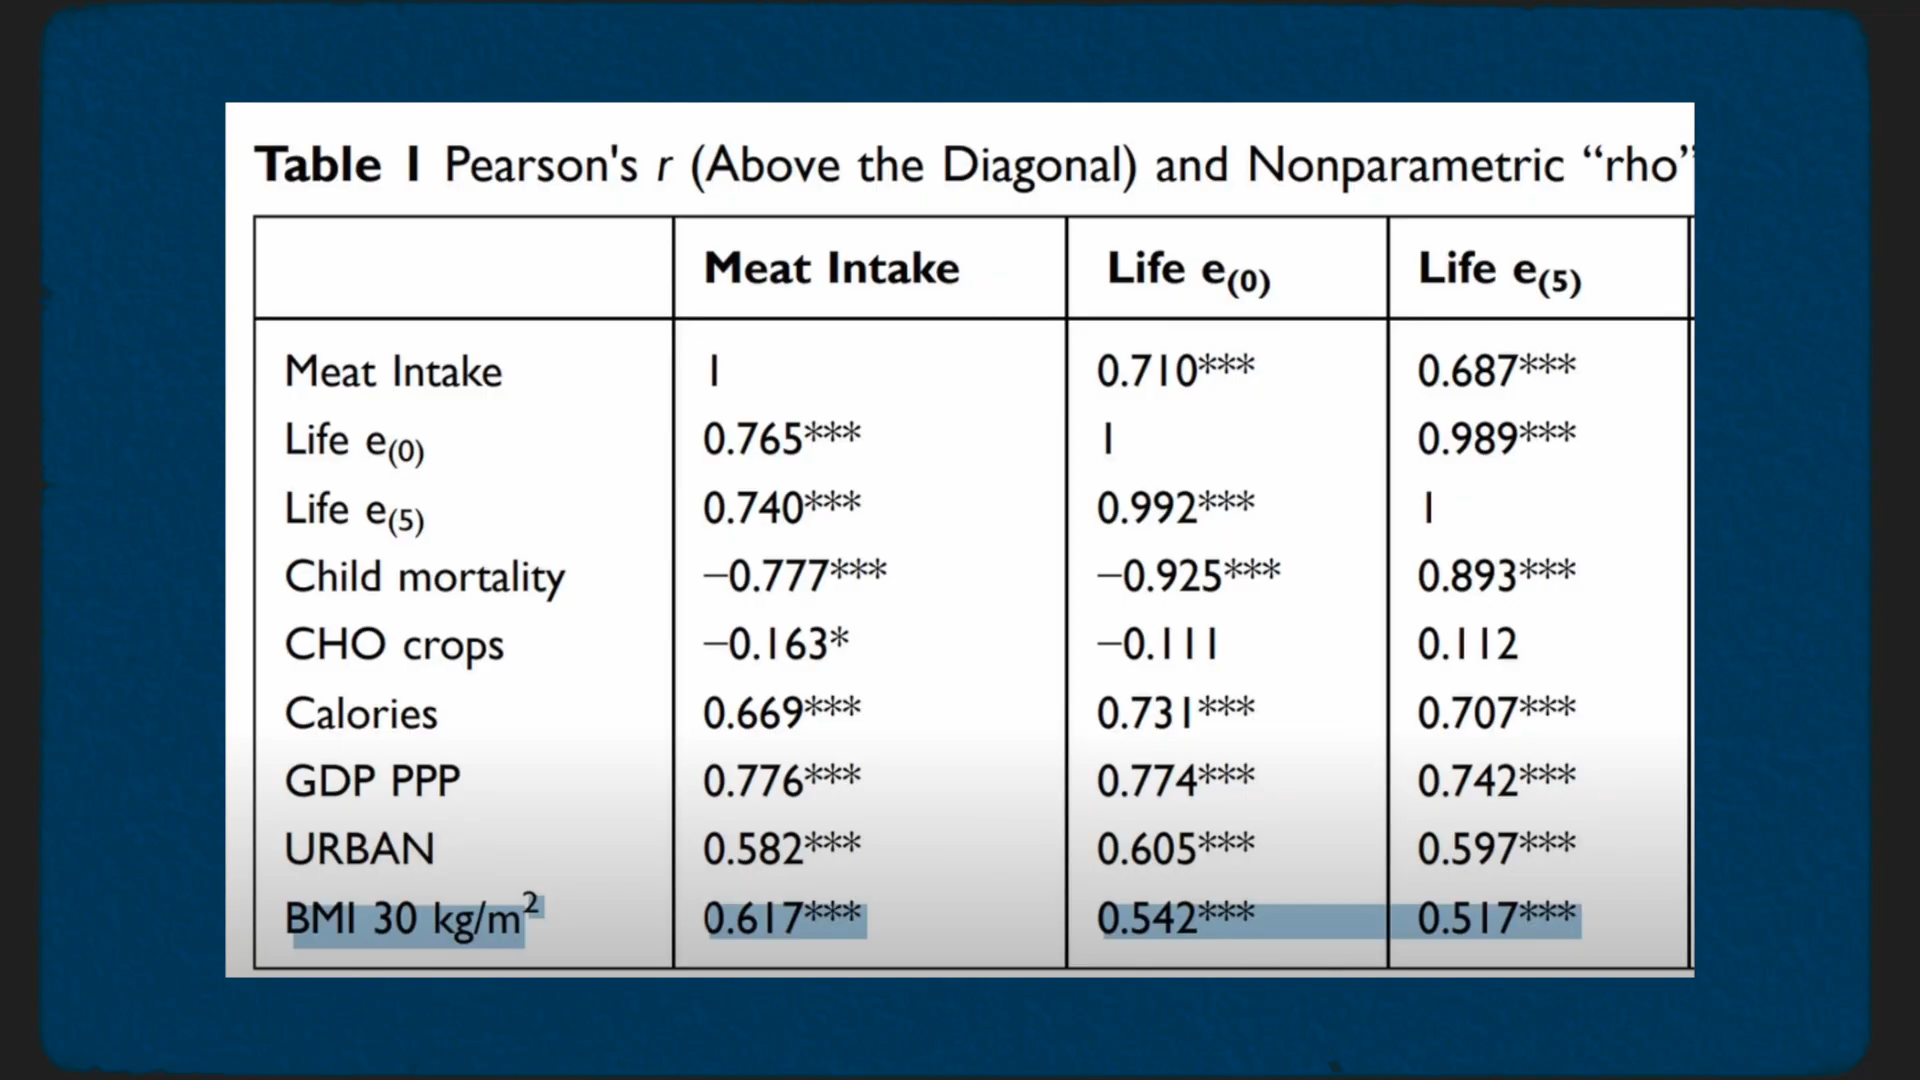 Table 1 Pearson's r (Above the Diagonal) and Nonparametric “rho”
Meat Intake Life e(0) Life e(5)
Meat Intake 1 0.710*** 0.687***
Life e(0) 0.765*** 1 0.989***
Life e(5) 0.740*** 0.992*** 1
Child mortality −0.777*** −0.925*** 0.893***
CHO crops −0.163* −0.111 0.112
Calories 0.669*** 0.731*** 0.707***
GDP PPP 0.776*** 0.774*** 0.742***
URBAN 0.582*** 0.605*** 0.597***
BMI 30 kg/m² 0.617*** 0.542*** 0.517***